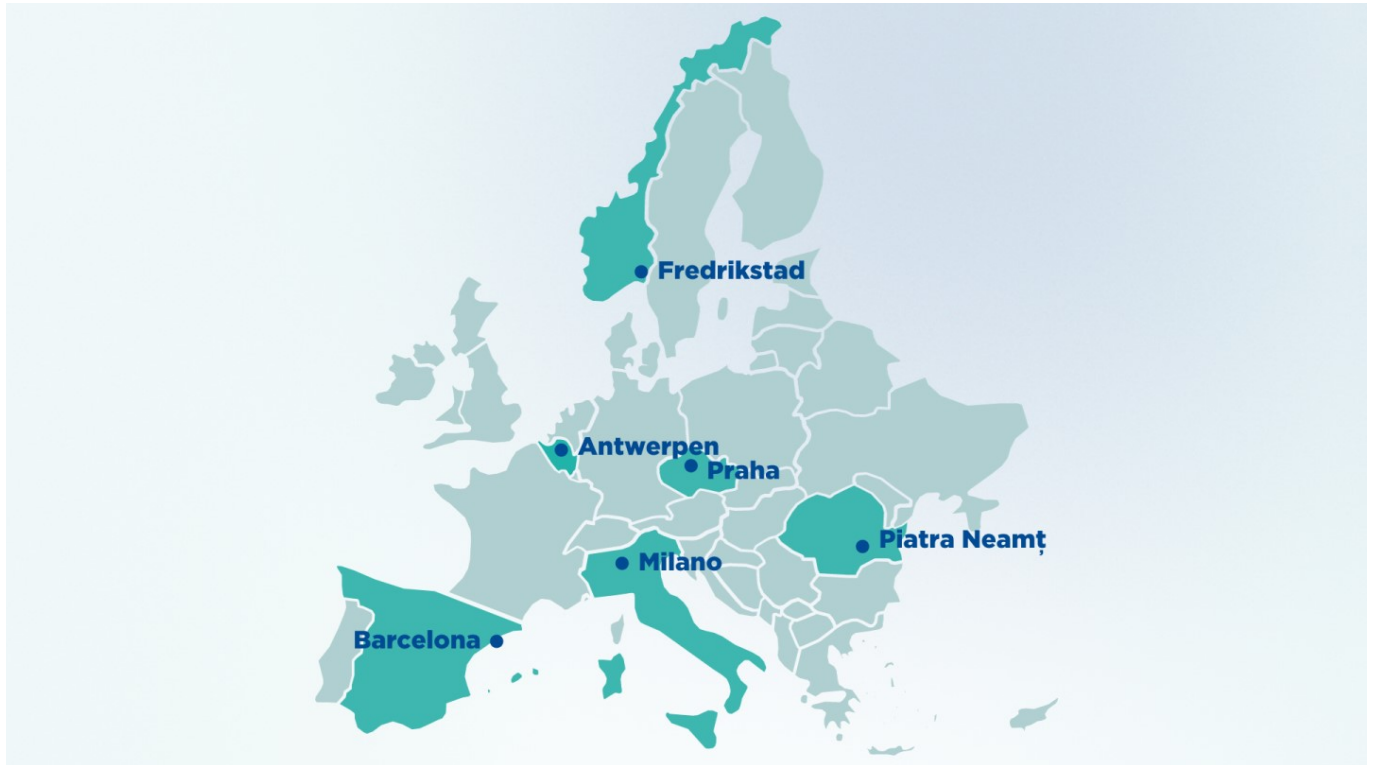 Fredrikstad
Antwerpen
Praha
Piatra Neamț
Milano
Barcelona